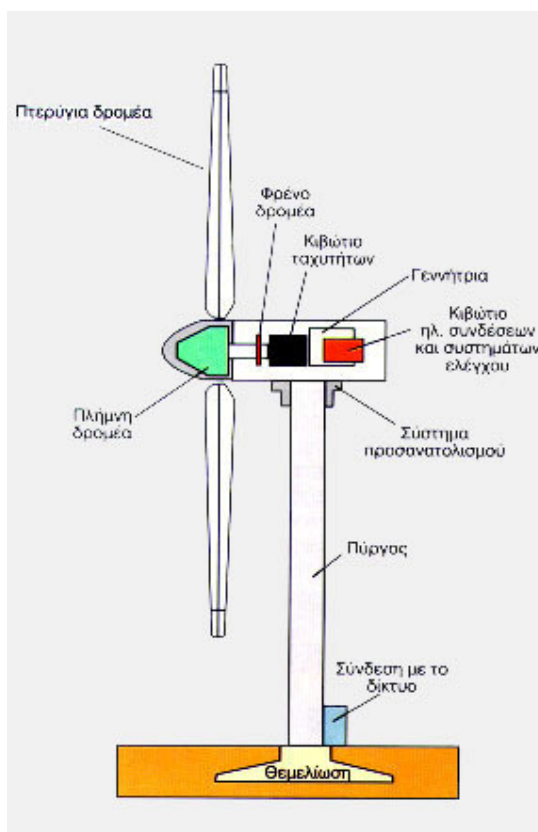 Πτερύγια δρομέα
Φρένο
δρομέα
Κιβώτιο
ταχυτήτων
Γεννήτρια
Κιβώτιο
ηλ. συνδέσεων
και συστημάτων
ελέγχου
Πλήμνη
δρομέα
Σύστημα
προσανατολισμού
Πύργος
Σύνδεση με το
δίκτυο
Θεμελίωση